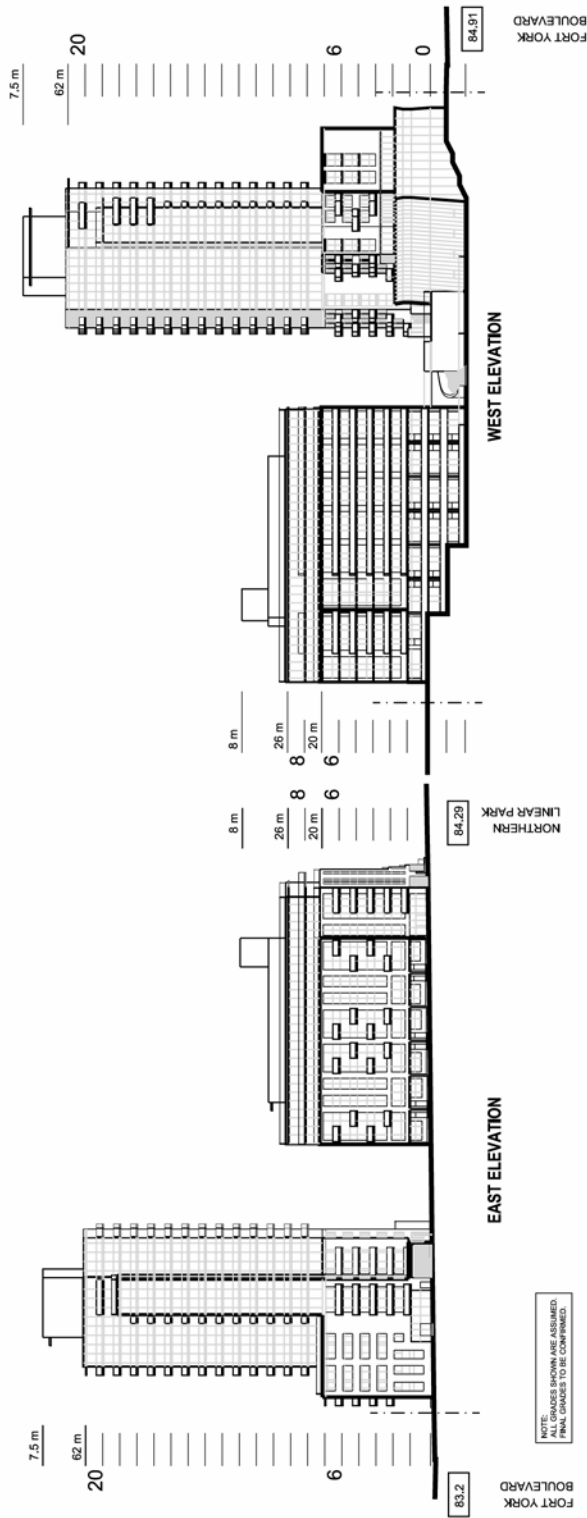 7.5 m
62 m
20
6
83.2
FORT YORK
BOULEVARD
NOTE:
ALL GRADES SHOWN ARE ASSUMED.
FINAL GRADES TO BE CONFIRMED.
EAST ELEVATION
8 m
26 m
8
20 m
6
84.29
NORTHERN
LINEAR PARK
8 m
26 m
8
20 m
6
WEST ELEVATION
7.5 m
62 m
20
6
0
84.91
FORT YORK
BOULEVARD